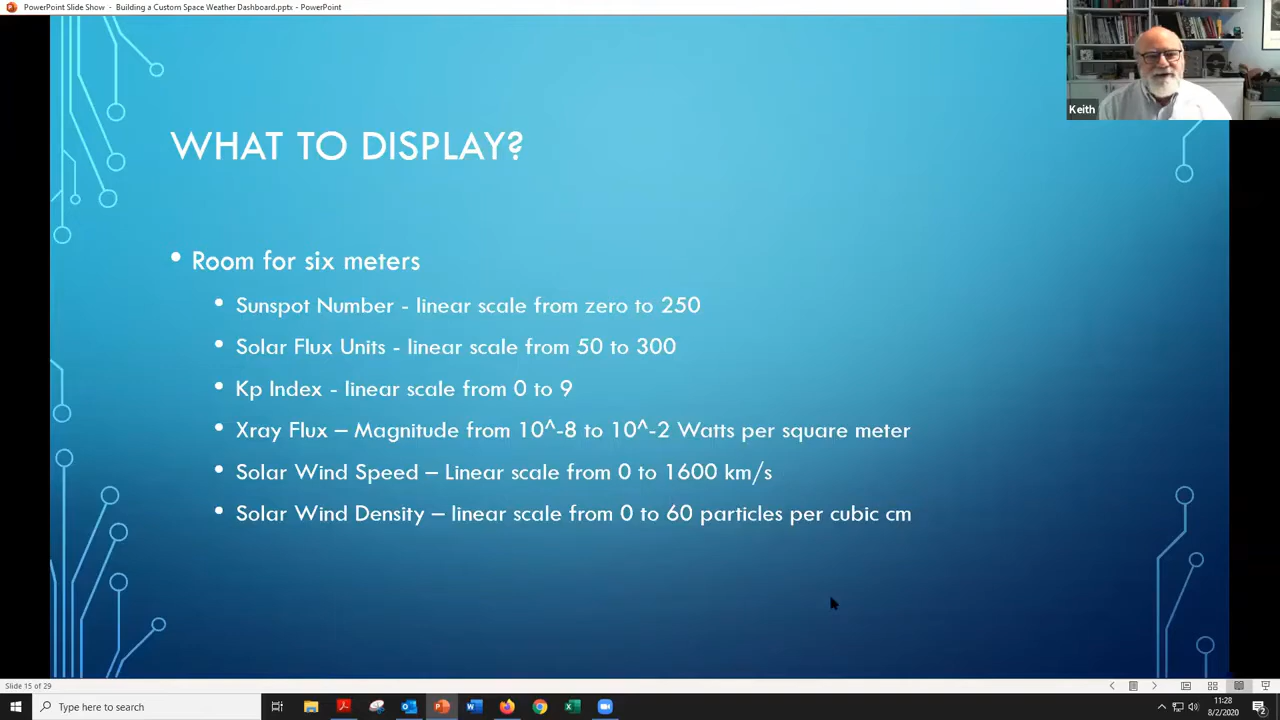 PowerPoint Slide Show - Building a Custom Space Weather Dashboard.pptx - PowerPoint
Keith
WHAT TO DISPLAY?
• Room for six meters
• Sunspot Number - linear scale from zero to 250
• Solar Flux Units - linear scale from 50 to 300
• Kp Index - linear scale from 0 to 9
• Xray Flux – Magnitude from 10^-8 to 10^-2 Watts per square meter
• Solar Wind Speed – Linear scale from 0 to 1600 km/s
• Solar Wind Density – linear scale from 0 to 60 particles per cubic cm
Slide 15 of 29
Type here to search
11:28
8/2/2020